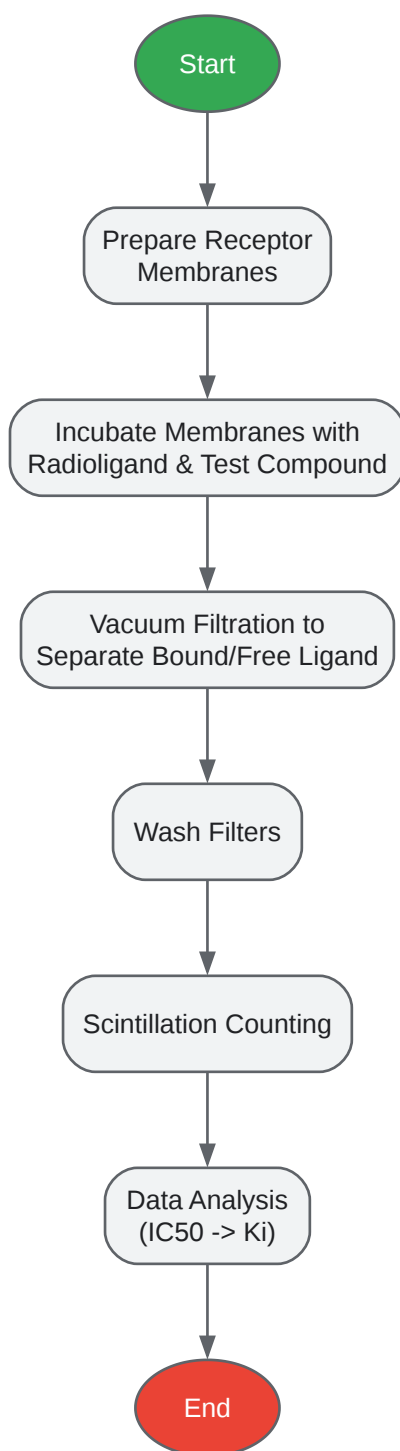 Start
Prepare Receptor
Membranes
Incubate Membranes with
Radioligand & Test Compound
Vacuum Filtration to
Separate Bound/Free Ligand
Wash Filters
Scintillation Counting
Data Analysis
(IC50 -> Ki)
End